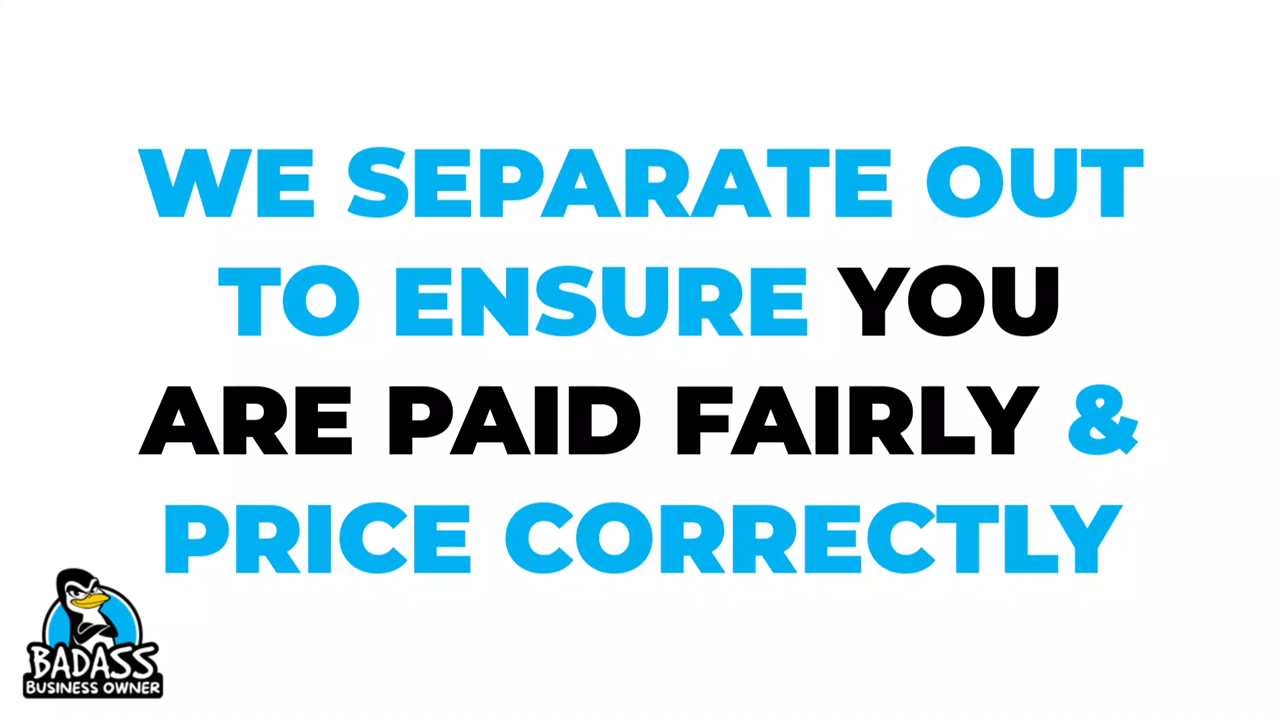 WE SEPARATE OUT
TO ENSURE YOU
ARE PAID FAIRLY &
PRICE CORRECTLY
BADASS
BUSINESS OWNER